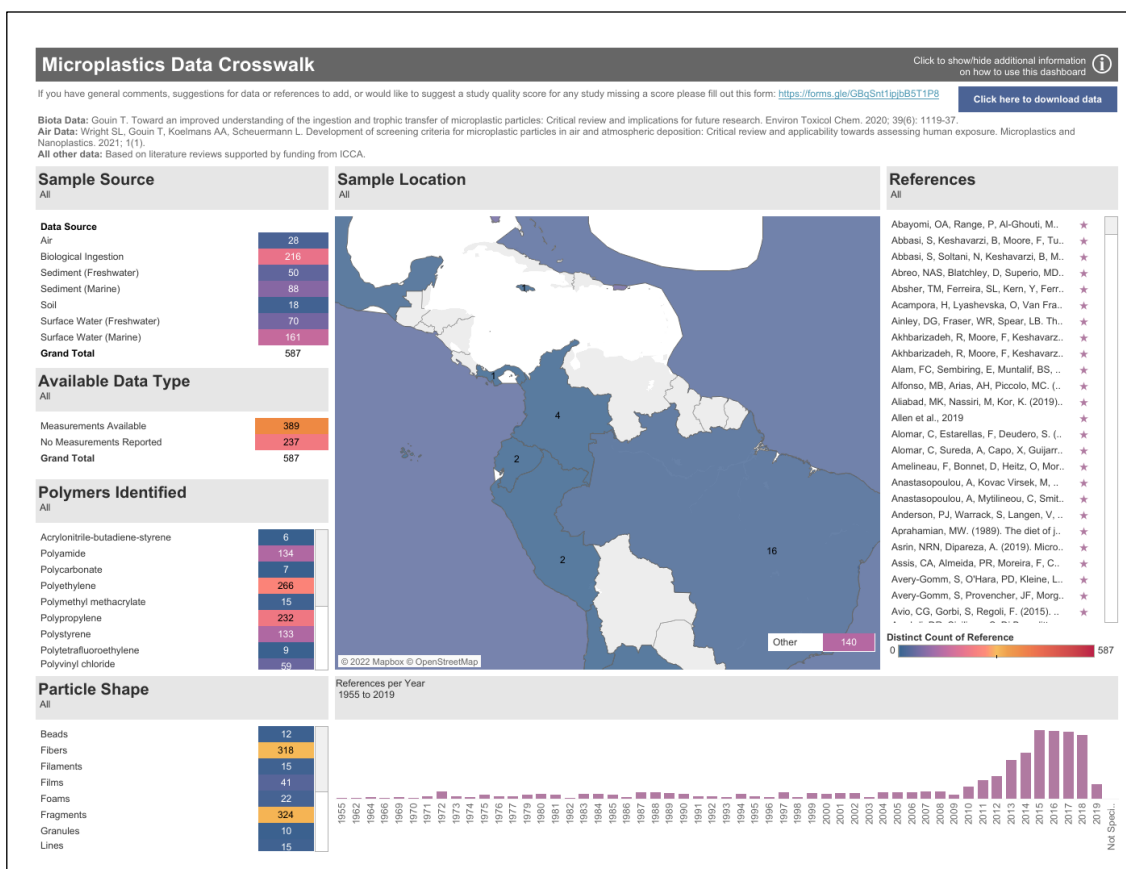 Microplastics Data Crosswalk
Click to show/hide additional information
on how to use this dashboard
If you have general comments, suggestions for data or references to add, or would like to suggest a study quality score for any study missing a score please fill out this form: https://forms.gle/GBqSnt1ipjbB5T1P8
Click here to download data
Biota Data: Gouin T. Toward an improved understanding of the ingestion and trophic transfer of microplastic particles: Critical review and implications for future research. Environ Toxicol Chem. 2020; 39(6): 1119-37.
Air Data: Wright SL, Gouin T, Koelmans AA, Scheuermann L. Development of screening criteria for microplastic particles in air and atmospheric deposition: Critical review and applicability towards assessing human exposure. Microplastics and
Nanoplastics. 2021; 1(1).
All other data: Based on literature reviews supported by funding from ICCA.
Sample Source
All
Data Source
Air 28
Biological Ingestion 216
Sediment (Freshwater) 50
Sediment (Marine) 88
Soil 18
Surface Water (Freshwater) 70
Surface Water (Marine) 161
Grand Total 587
Available Data Type
All
Measurements Available 389
No Measurements Reported 237
Grand Total 587
Polymers Identified
All
Acrylonitrile-butadiene-styrene 6
Polyamide 134
Polycarbonate 7
Polyethylene 266
Polymethyl methacrylate 15
Polypropylene 232
Polystyrene 133
Polytetrafluoroethylene 9
Polyvinyl chloride 59
Particle Shape
All
Beads 12
Fibers 318
Filaments 15
Films 41
Foams 22
Fragments 324
Granules 10
Lines 15
Sample Location
All
1
1
4
2
2
16
Other 140
© 2022 Mapbox © OpenStreetMap
References per Year
1955 to 2019
1955 1962 1964 1966 1969 1970 1971 1972 1973 1974 1975 1976 1977 1979 1980 1981 1982 1983 1984 1985 1986 1987 1988 1989 1990 1991 1992 1993 1994 1995 1996 1997 1998 1999 2000 2001 2002 2003 2004 2005 2006 2007 2008 2009 2010 2011 2012 2013 2014 2015 2016 2017 2018 2019 Not Speci..
References
All
Abayomi, OA, Range, P, Al-Ghouti, M..
Abbasi, S, Keshavarzi, B, Moore, F, Tu..
Abbasi, S, Soltani, N, Keshavarzi, B, M..
Abreo, NAS, Blatchley, D, Superio, MD..
Absher, TM, Ferreira, SL, Kern, Y, Ferr..
Acampora, H, Lyashevska, O, Van Fra..
Ainley, DG, Fraser, WR, Spear, LB. Th..
Akhbarizadeh, R, Moore, F, Keshavarz..
Akhbarizadeh, R, Moore, F, Keshavarz..
Alam, FC, Sembiring, E, Muntalif, BS, ..
Alfonso, MB, Arias, AH, Piccolo, MC. (..
Aliabad, MK, Nassiri, M, Kor, K. (2019)..
Allen et al., 2019
Alomar, C, Estarellas, F, Deudero, S. (..
Alomar, C, Sureda, A, Capo, X, Guijarr..
Amelineau, F, Bonnet, D, Heitz, O, Mor..
Anastasopoulou, A, Kovac Virsek, M, ..
Anastasopoulou, A, Mytilineou, C, Smit..
Anderson, PJ, Warrack, S, Langen, V, ..
Aprahamian, MW. (1989). The diet of j..
Asrin, NRN, Dipareza, A. (2019). Micro..
Assis, CA, Almeida, PR, Moreira, F, C..
Avery-Gomm, S, O'Hara, PD, Kleine, L..
Avery-Gomm, S, Provencher, JF, Morg..
Avio, CG, Gorbi, S, Regoli, F. (2015). ..
Distinct Count of Reference
0 587